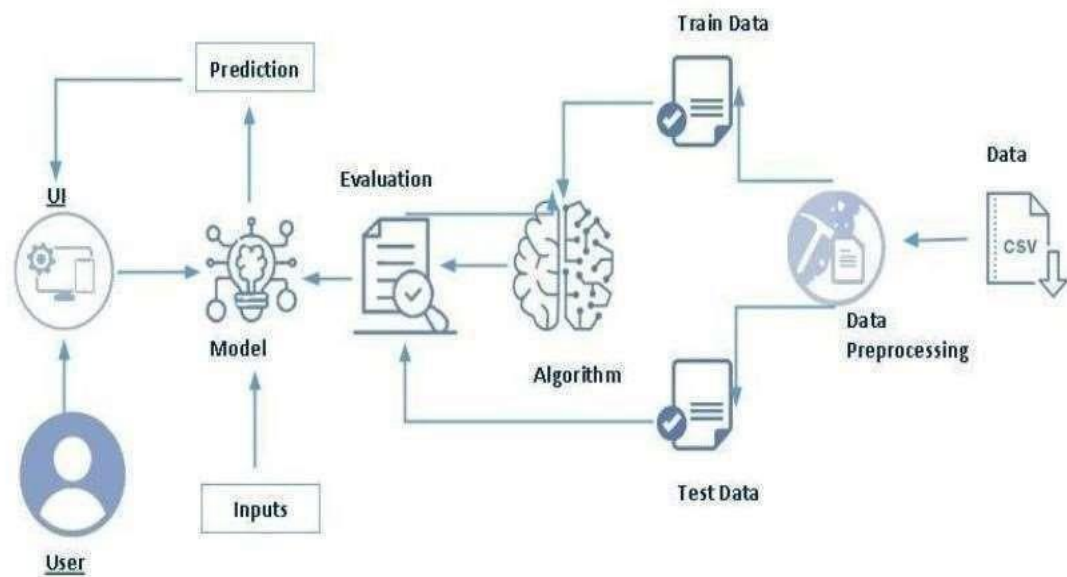 Train Data
Prediction
Data
Evaluation
UI
CSV
Model
Data
Preprocessing
Algorithm
Inputs
Test Data
User